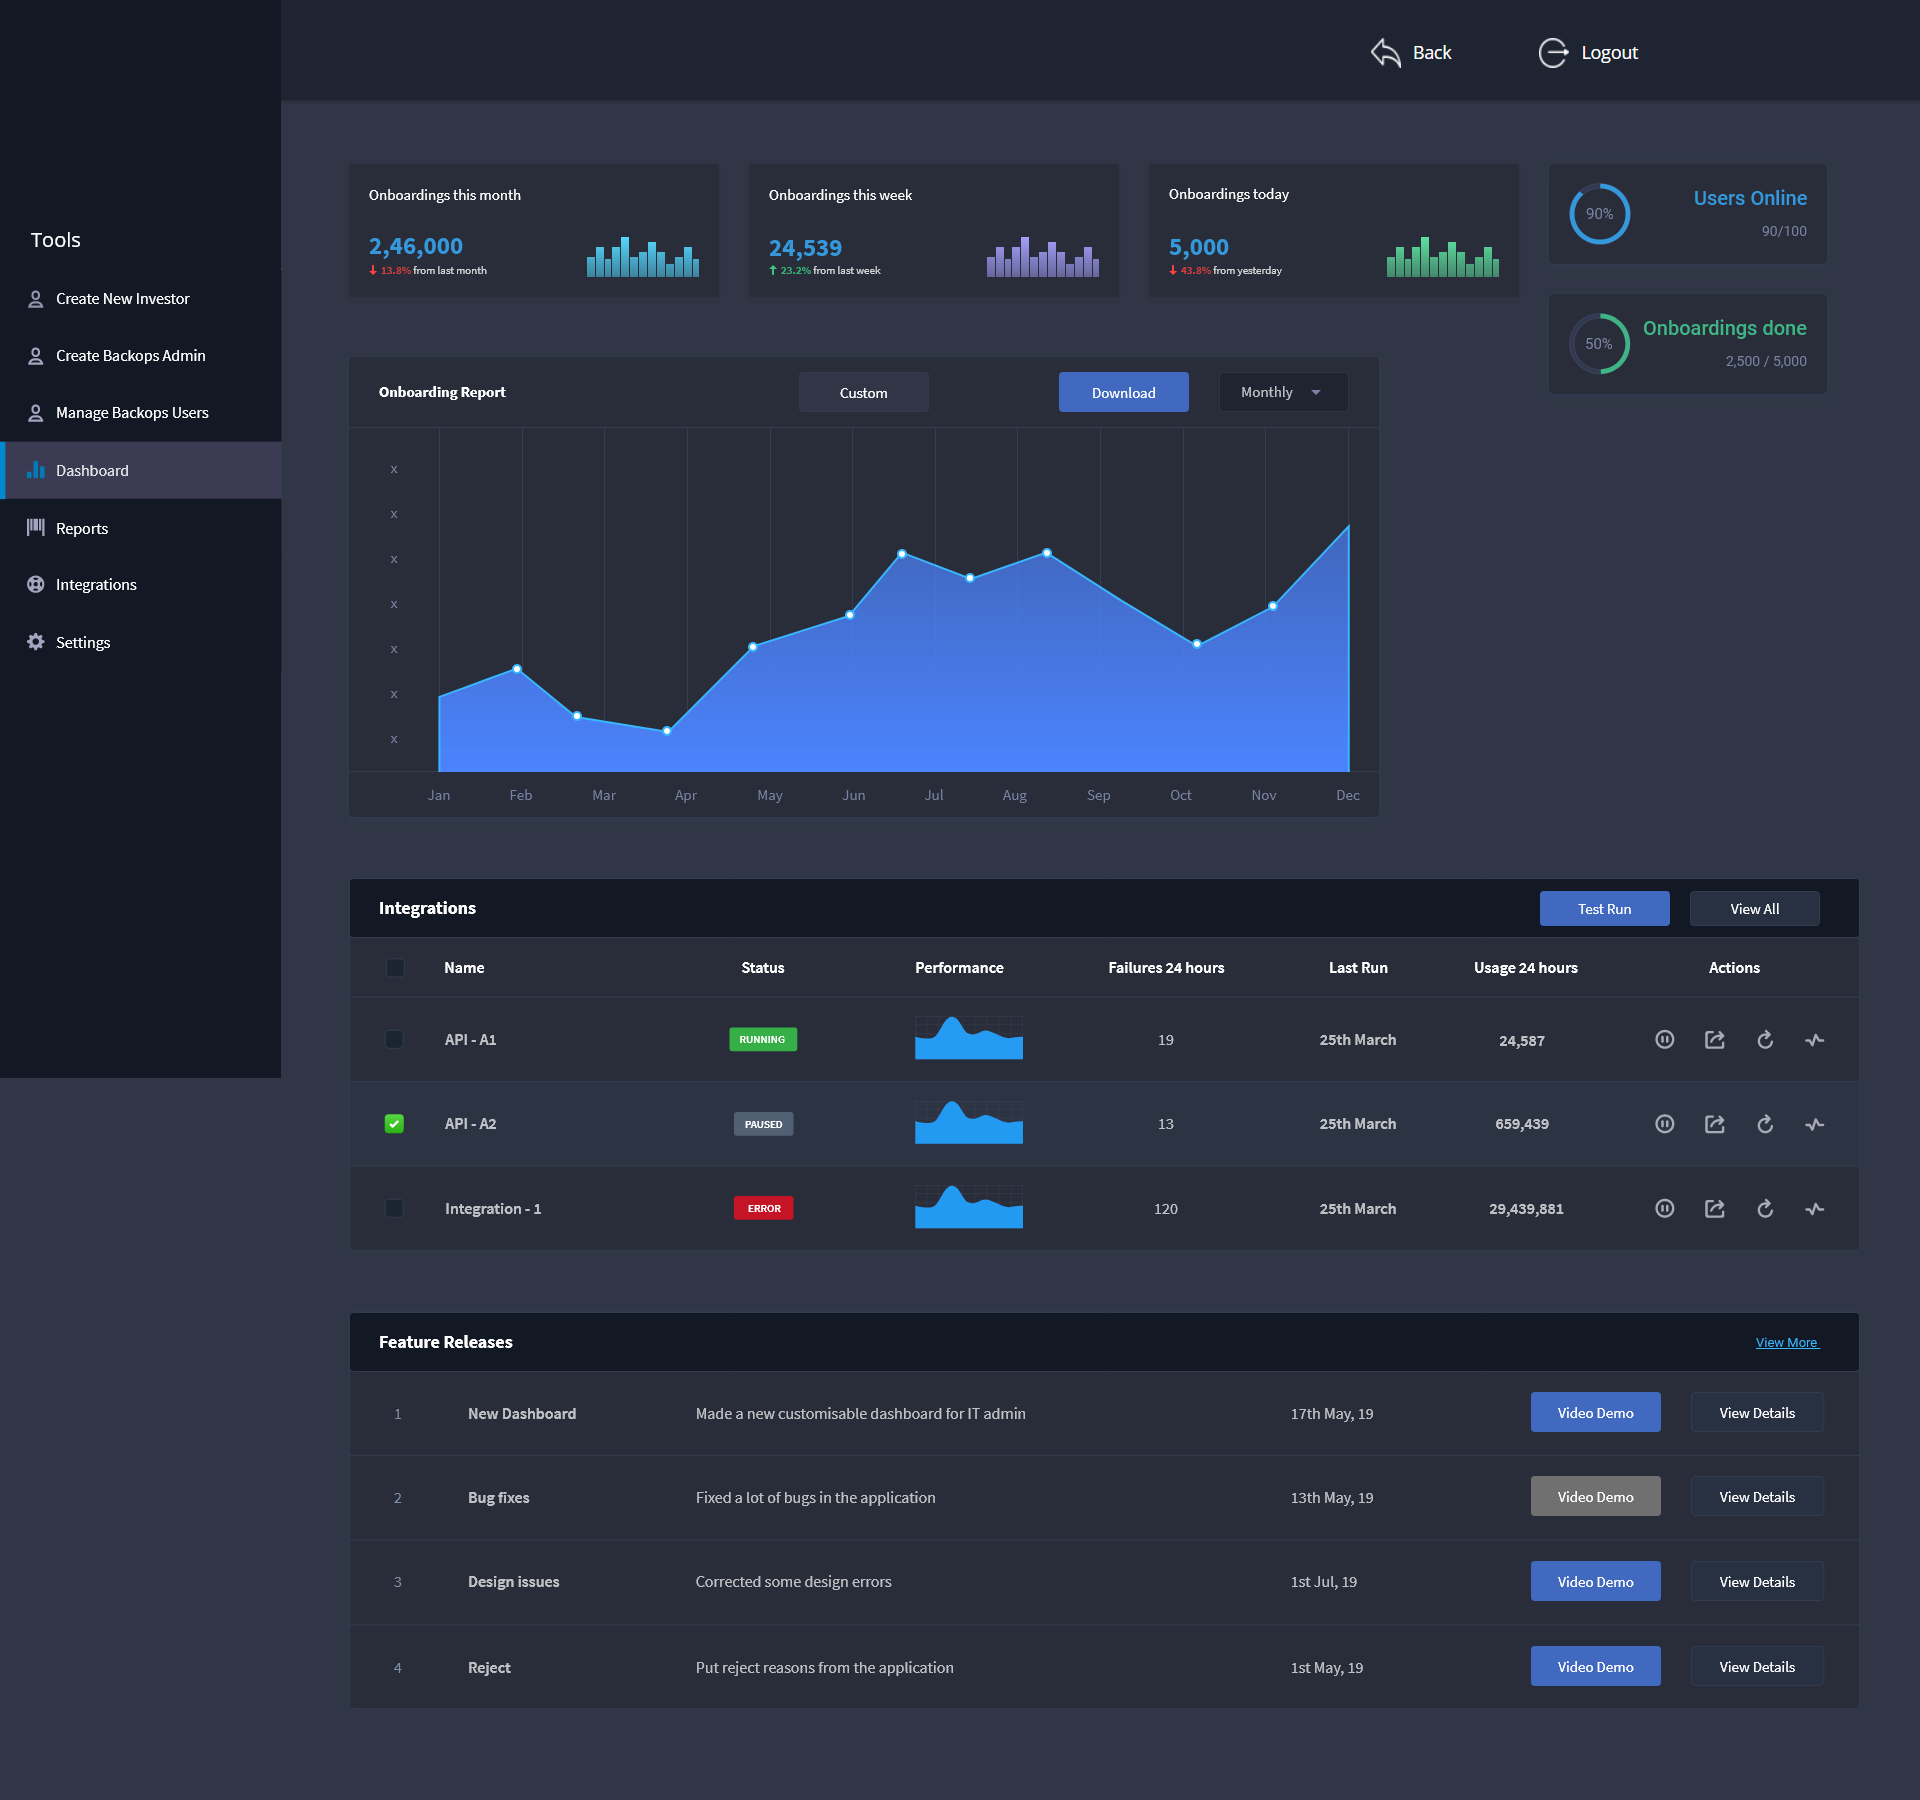 Back
Logout
Tools
Create New Investor
Create Backops Admin
Manage Backops Users
Dashboard
Reports
Integrations
Settings
Onboardings this month
2,46,000
13.8% from last month
Onboardings this week
24,539
23.2% from last week
Onboardings today
5,000
43.8% from yesterday
90%
Users Online
90/100
50%
Onboardings done
2,500 / 5,000
Onboarding Report
Custom
Download
Monthly
x
x
x
x
x
x
x
Jan Feb Mar Apr May Jun Jul Aug Sep Oct Nov Dec
Integrations
Test Run
View All
Name Status Performance Failures 24 hours Last Run Usage 24 hours Actions
API - A1 RUNNING 19 25th March 24,587
API - A2 PAUSED 13 25th March 659,439
Integration - 1 ERROR 120 25th March 29,439,881
Feature Releases
View More
1 New Dashboard Made a new customisable dashboard for IT admin 17th May, 19 Video Demo View Details
2 Bug fixes Fixed a lot of bugs in the application 13th May, 19 Video Demo View Details
3 Design issues Corrected some design errors 1st Jul, 19 Video Demo View Details
4 Reject Put reject reasons from the application 1st May, 19 Video Demo View Details